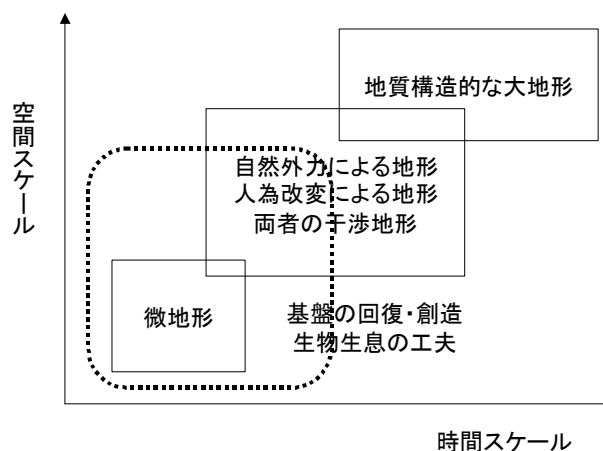 空間スケール
地質構造的な大地形
自然外力による地形
人為改変による地形
両者の干渉地形
微地形
基盤の回復・創造
生物生息の工夫
時間スケール